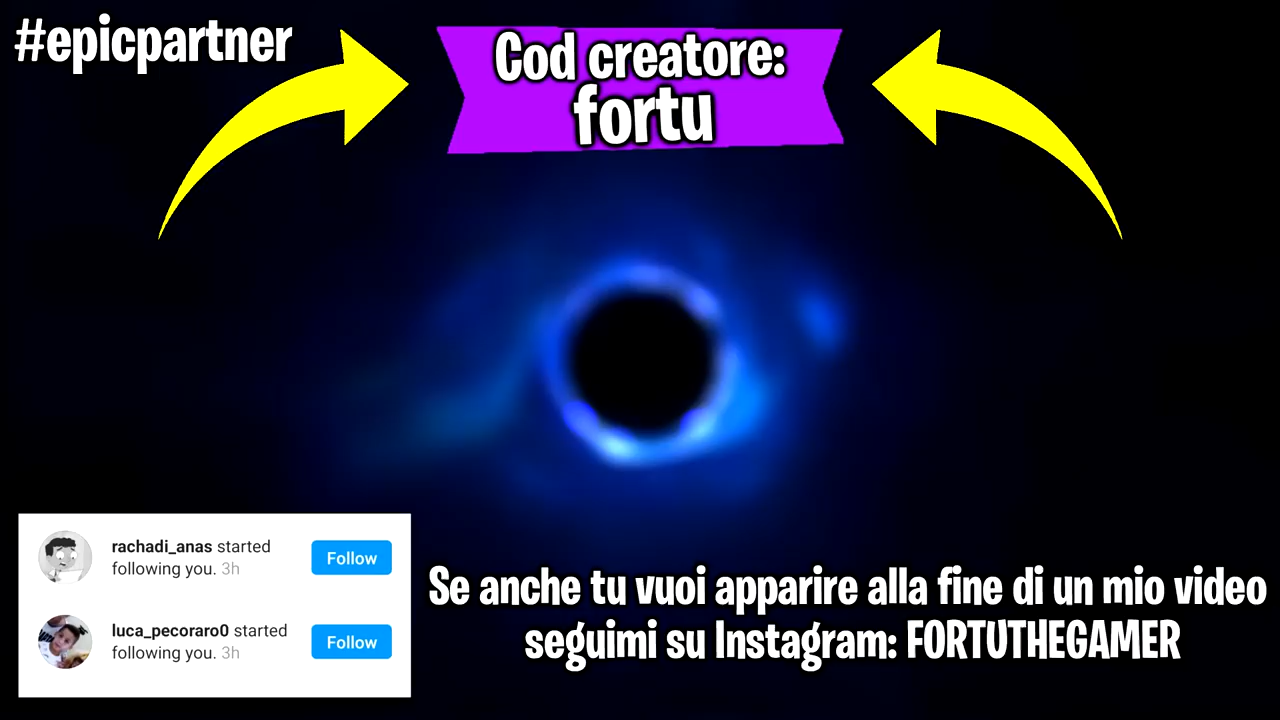 #epicpartner
Cod creatore:
fortu
rachadi_anas started
following you. 3h
Follow
luca_pecoraro0 started
following you. 3h
Follow
Se anche tu vuoi apparire alla fine di un mio video
seguimi su Instagram: FORTUTHEGAMER